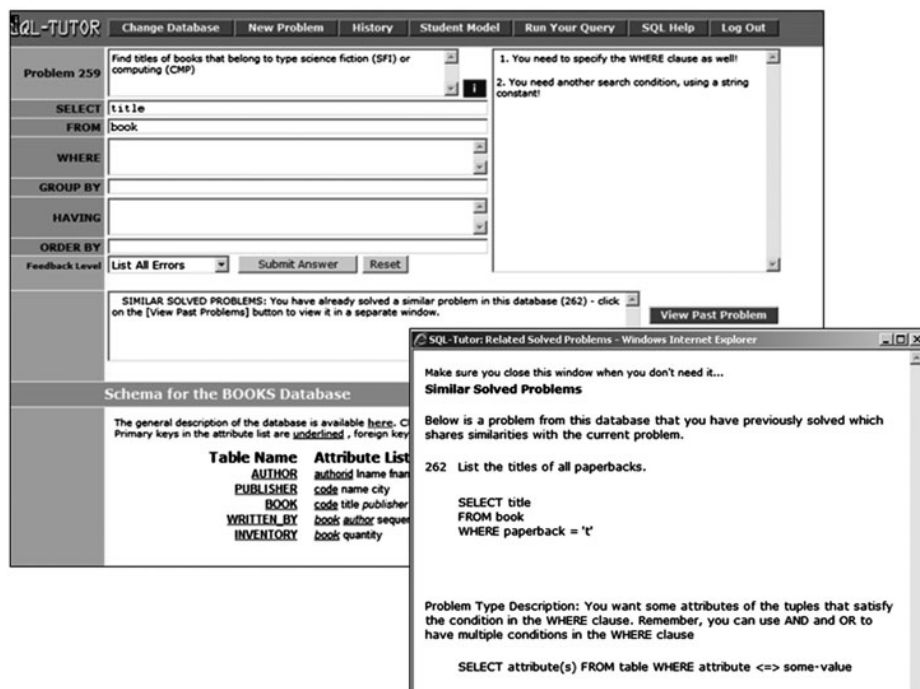 SQL-TUTOR Change Database New Problem History Student Model Run Your Query SQL Help Log Out
Problem 259
Find titles of books that belong to type science fiction (SFI) or
computing (CMP)
i
SELECT title
FROM book
WHERE
GROUP BY
HAVING
ORDER BY
Feedback Level List All Errors Submit Answer Reset
1. You need to specify the WHERE clause as well!
2. You need another search condition, using a string
constant!
SIMILAR SOLVED PROBLEMS: You have already solved a similar problem in this database (262) - click
on the [View Past Problems] button to view it in a separate window.
View Past Problem
Schema for the BOOKS Database
The general description of the database is available here. C
Primary keys in the attribute list are underlined , foreign key
Table Name Attribute List
AUTHOR authorid lname fnam
PUBLISHER code name city
BOOK code title publisher
WRITTEN_BY book author sequen
INVENTORY book quantity
SQL-Tutor: Related Solved Problems - Windows Internet Explorer
Make sure you close this window when you don't need it...
Similar Solved Problems
Below is a problem from this database that you have previously solved which
shares similarities with the current problem.
262 List the titles of all paperbacks.
SELECT title
FROM book
WHERE paperback = 't'
Problem Type Description: You want some attributes of the tuples that satisfy
the condition in the WHERE clause. Remember, you can use AND and OR to
have multiple conditions in the WHERE clause
SELECT attribute(s) FROM table WHERE attribute <=> some-value